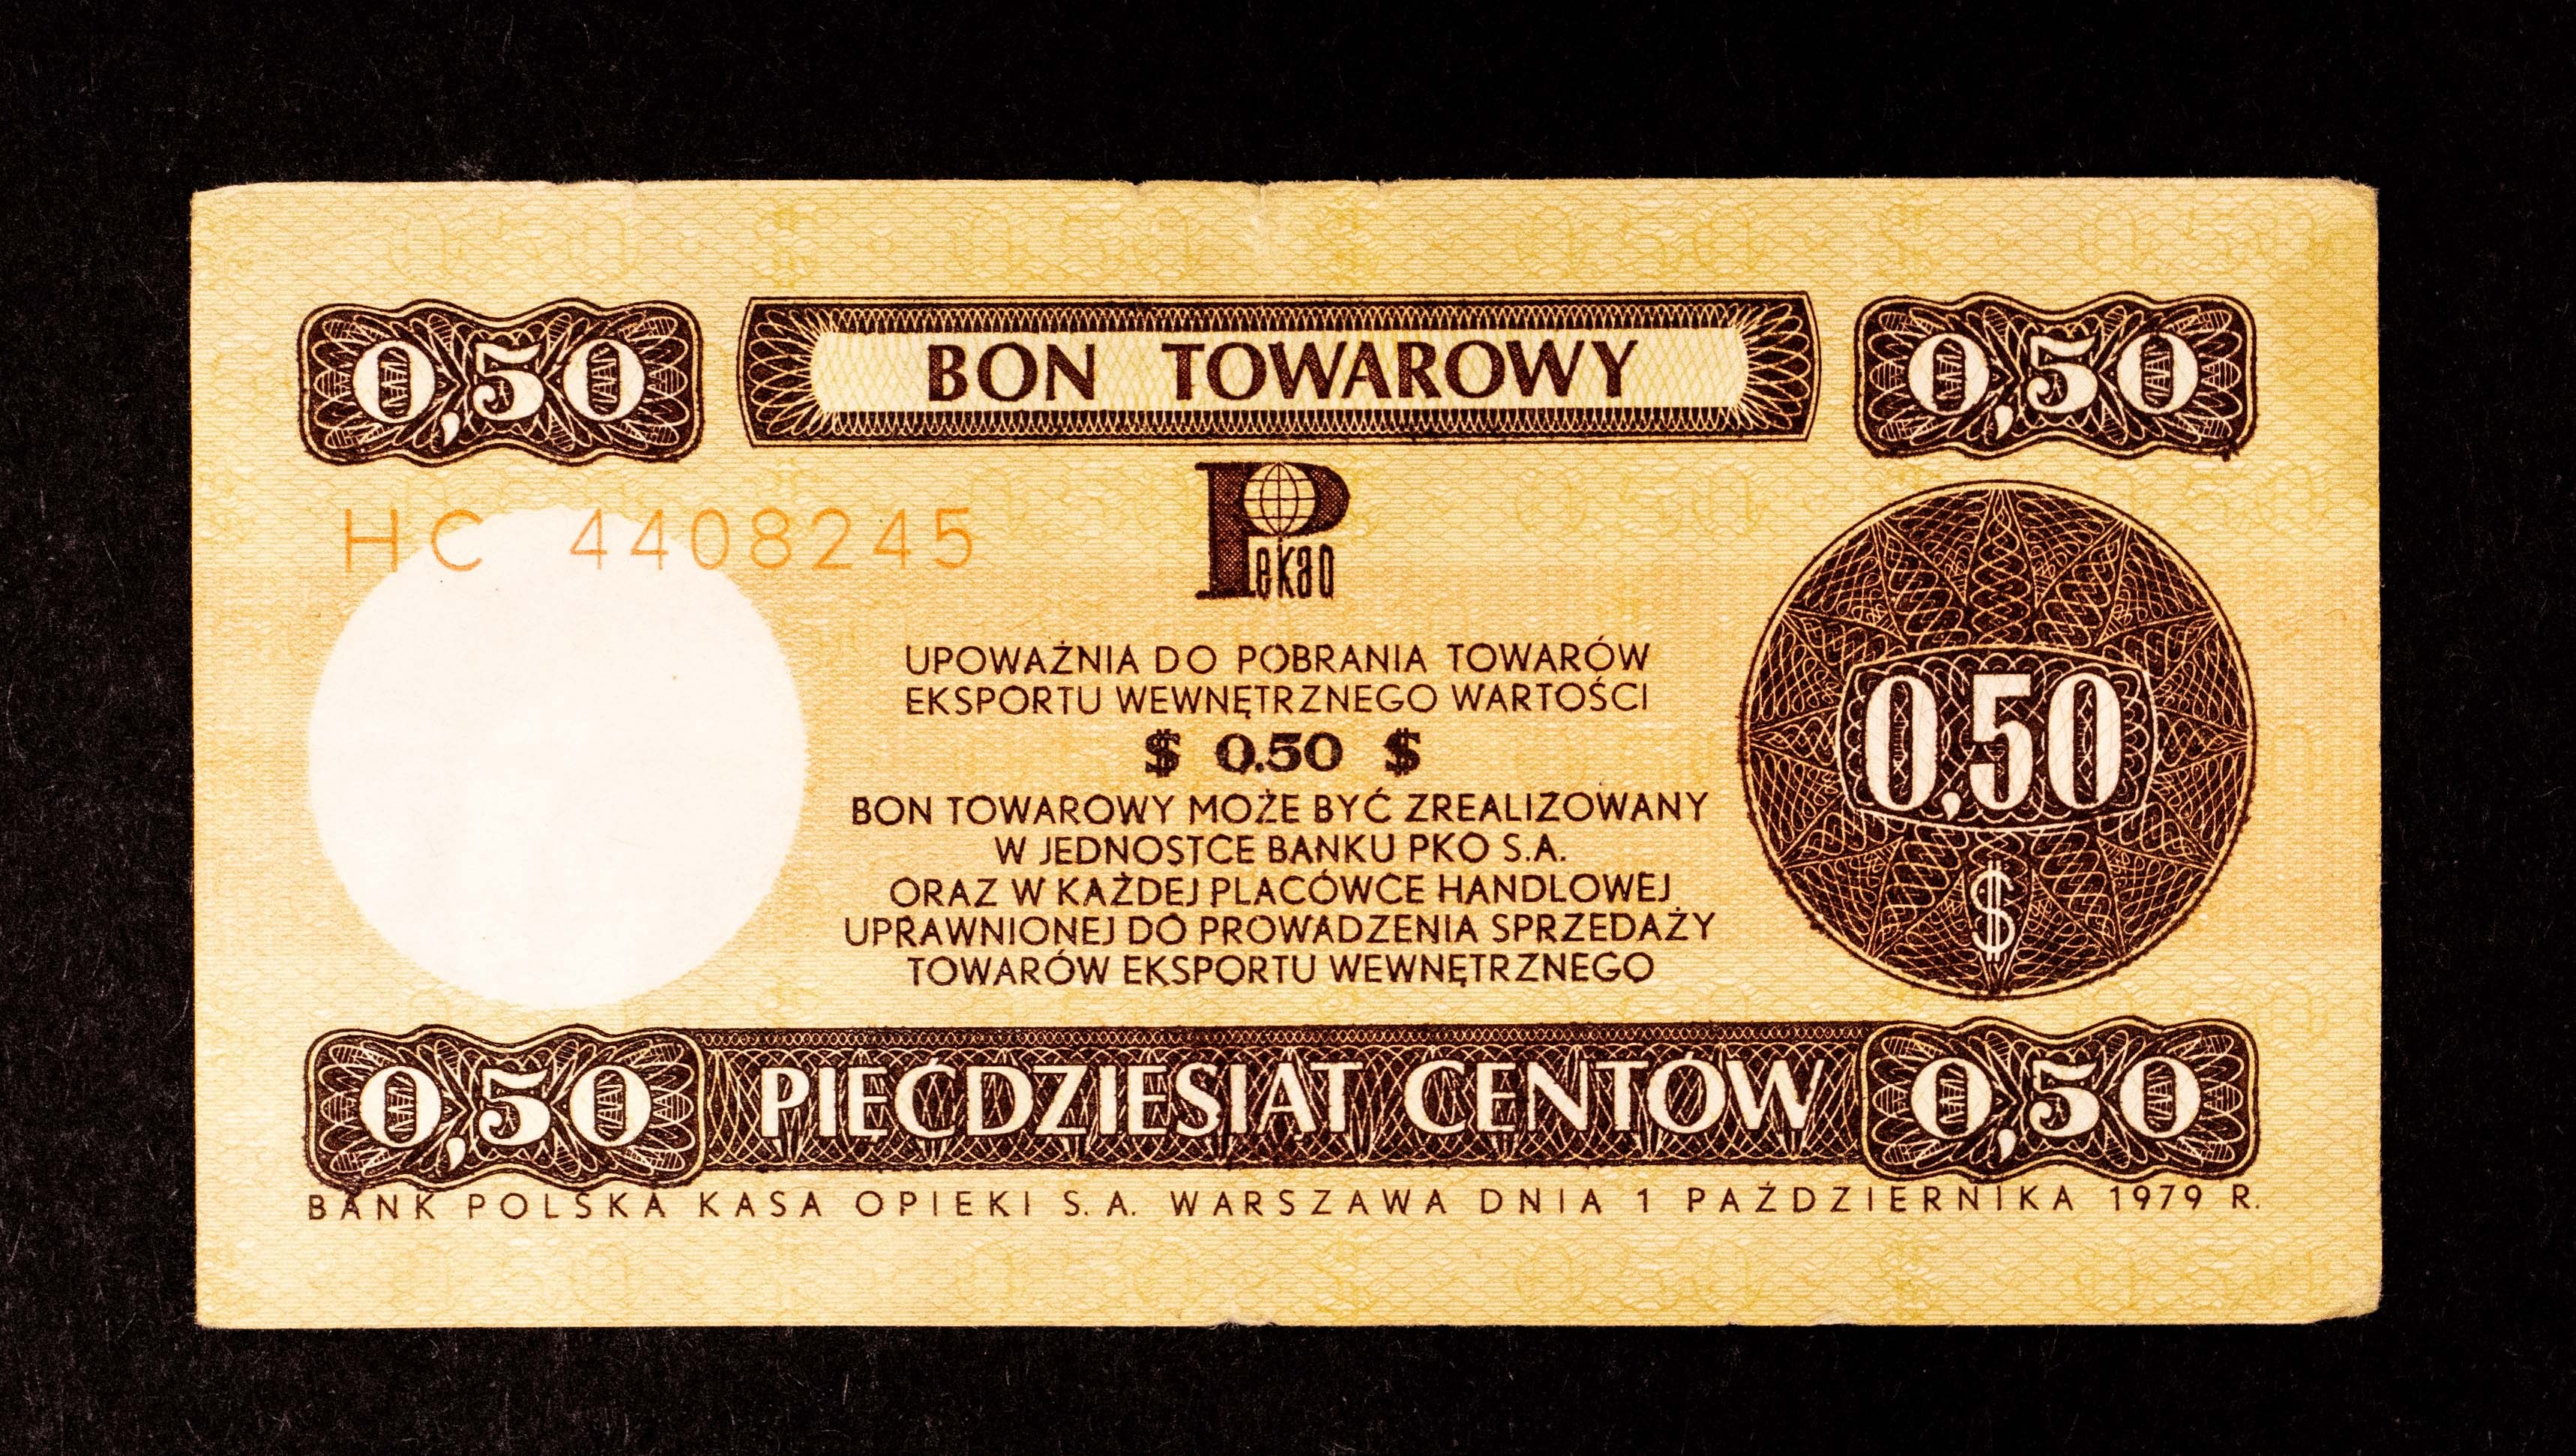 0,50 BON TOWAROWY 0,50
HC 4408245
Pekao
UPOWAŻNIA DO POBRANIA TOWARÓW
EKSPORTU WEWNĘTRZNEGO WARTOŚCI
$ 0.50 $
BON TOWAROWY MOŻE BYĆ ZREALIZOWANY
W JEDNOSTCE BANKU PKO S.A.
ORAZ W KAŻDEJ PLACÓWCE HANDLOWEJ
UPRAWNIONEJ DO PROWADZENIA SPRZEDAŻY
TOWARÓW EKSPORTU WEWNĘTRZNEGO
0,50
$
0,50 PIĘĆDZIESIĄT CENTÓW 0,50
BANK POLSKA KASA OPIEKI S.A. WARSZAWA DNIA 1 PAŹDZIERNIKA 1979 R.